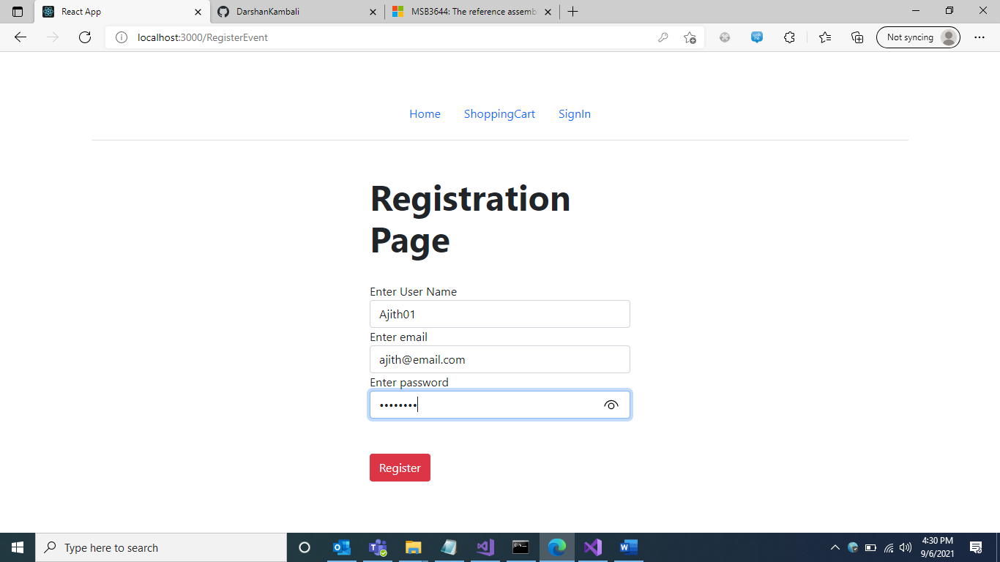 React App
DarshanKambali
MSB3644: The reference assemb
localhost:3000/RegisterEvent
Not syncing
Home ShoppingCart SignIn
Registration
Page
Enter User Name
Ajith01
Enter email
ajith@email.com
Enter password
••••••••
Register
Type here to search
4:30 PM
9/6/2021